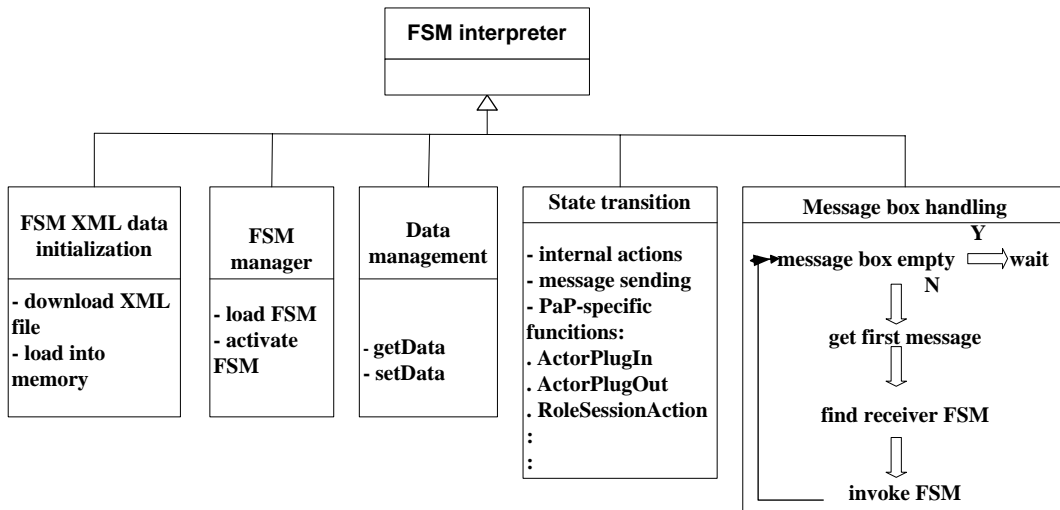 FSM interpreter
FSM XML data
initialization
- download XML
file
- load into
memory
FSM
manager
- load FSM
- activate
FSM
Data
management
- getData
- setData
State transition
- internal actions
- message sending
- PaP-specific
funcitions:
. ActorPlugIn
. ActorPlugOut
. RoleSessionAction
:
:
Message box handling
Y
message box empty wait
N
get first message
find receiver FSM
invoke FSM